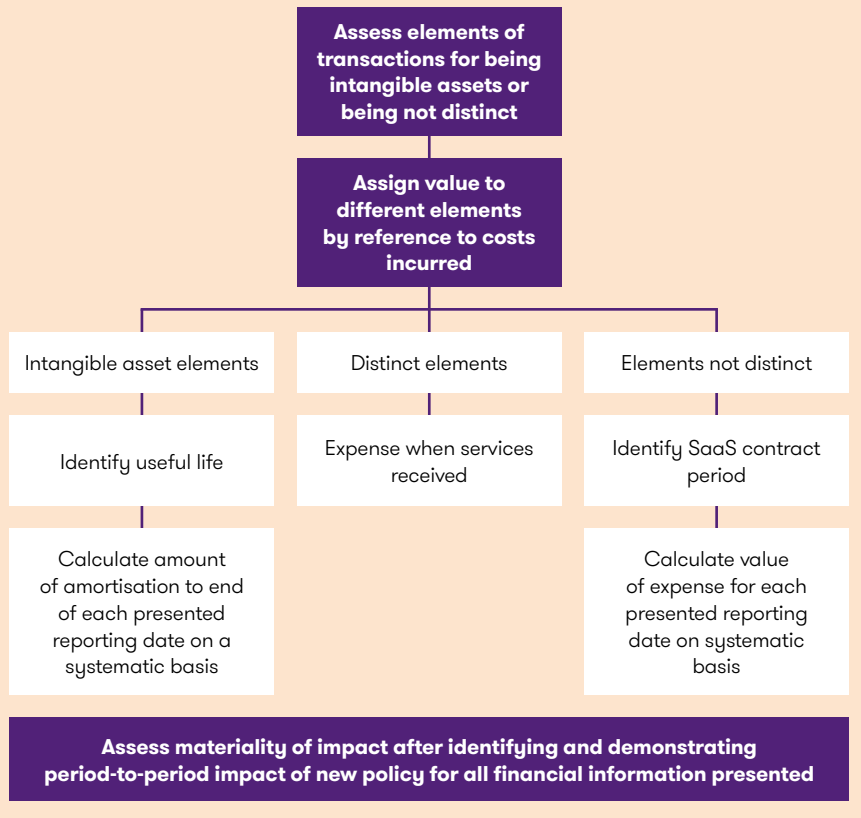 Assess elements of
transactions for being
intangible assets or
being not distinct
Assign value to
different elements
by reference to costs
incurred
Intangible asset elements
Distinct elements
Elements not distinct
Identify useful life
Expense when services
received
Identify SaaS contract
period
Calculate amount
of amortisation to end
of each presented
reporting date on a
systematic basis
Calculate value
of expense for each
presented reporting
date on systematic
basis
Assess materiality of impact after identifying and demonstrating
period-to-period impact of new policy for all financial information presented